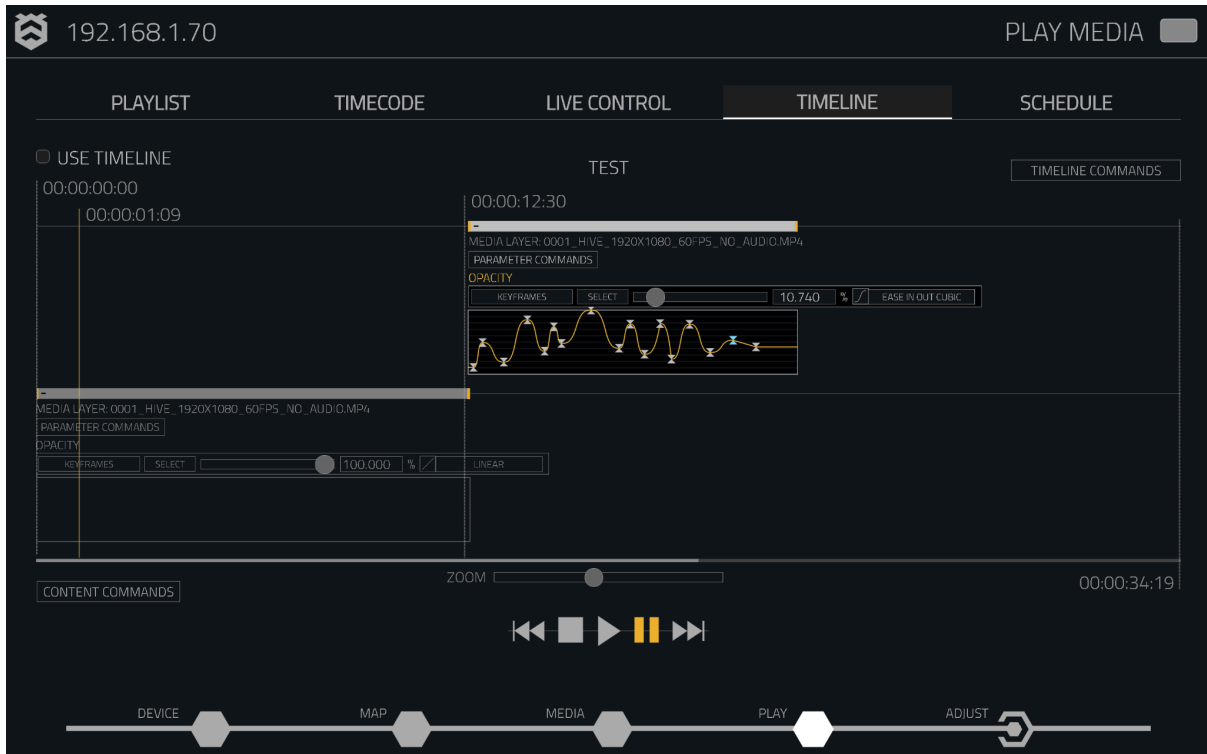 192.168.1.70
PLAY MEDIA
PLAYLIST
TIMECODE
LIVE CONTROL
TIMELINE
SCHEDULE
USE TIMELINE
TEST
TIMELINE COMMANDS
00:00:00:00
00:00:01:09
00:00:12:30
MEDIA LAYER: 0001_HIVE_1920X1080_60FPS_NO_AUDIO.MP4
PARAMETER COMMANDS
OPACITY
KEYFRAMES
SELECT
10.740
%
EASE IN OUT CUBIC
MEDIA LAYER: 0001_HIVE_1920X1080_60FPS_NO_AUDIO.MP4
PARAMETER COMMANDS
OPACITY
KEYFRAMES
SELECT
100.000
%
LINEAR
ZOOM
00:00:34:19
CONTENT COMMANDS
DEVICE
MAP
MEDIA
PLAY
ADJUST